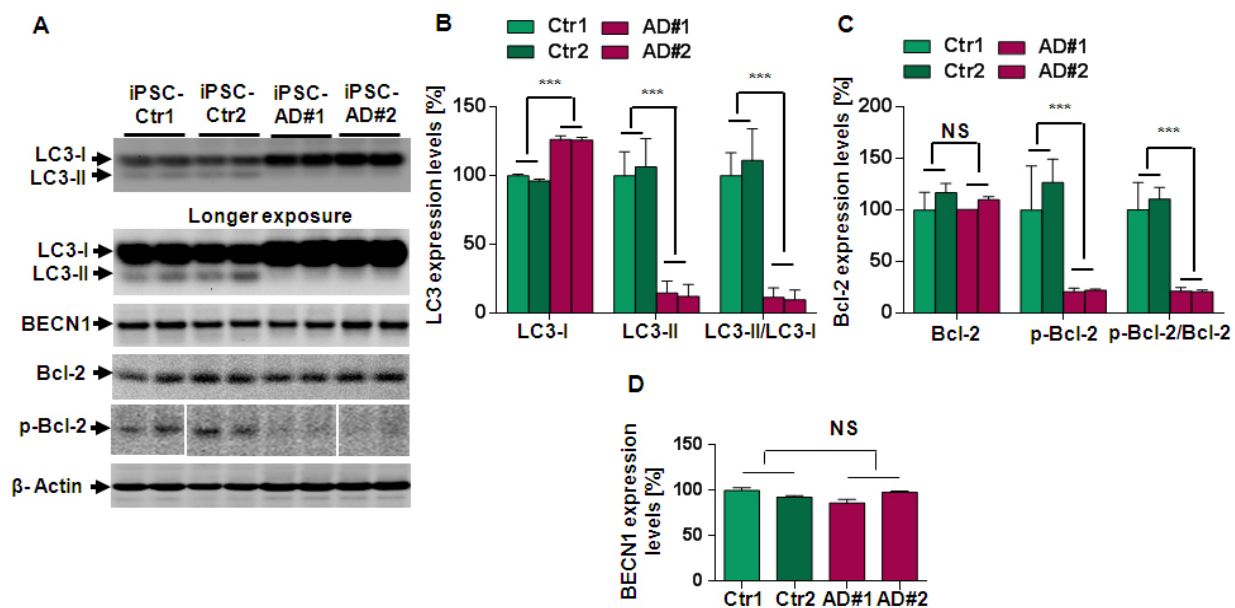 A
iPSC-Ctr1 iPSC-Ctr2 iPSC-AD#1 iPSC-AD#2
LC3-I
LC3-II
Longer exposure
LC3-I
LC3-II
BECN1
Bcl-2
p-Bcl-2
β- Actin
B
Ctr1 AD#1
Ctr2 AD#2
LC3 expression levels [%]
150
100
50
0
*** *** ***
LC3-I LC3-II LC3-II/LC3-I
C
Ctr1 AD#1
Ctr2 AD#2
Bcl-2 expression levels [%]
200
150
100
50
0
NS *** ***
Bcl-2 p-Bcl-2 p-Bcl-2/Bcl-2
D
BECN1 expression
levels [%]
150
100
50
0
NS
Ctr1 Ctr2 AD#1 AD#2